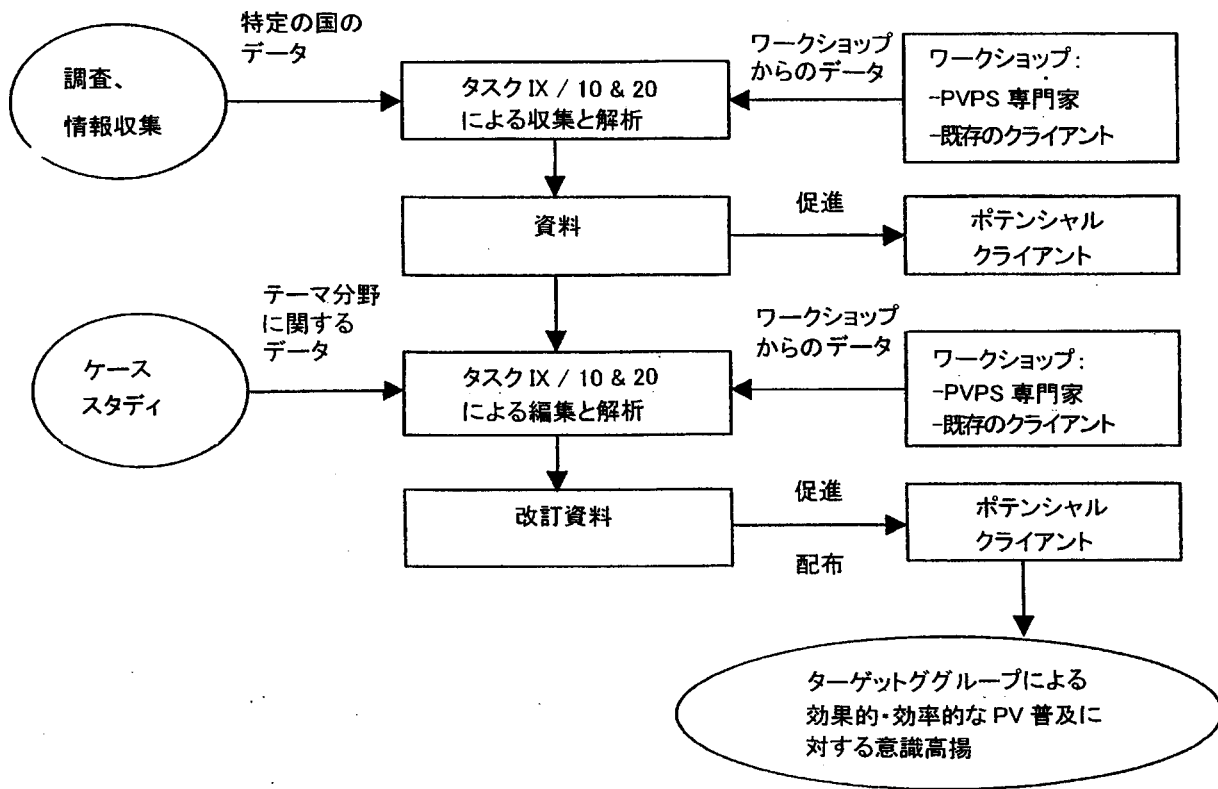 特定の国の
データ
調査、
情報収集
タスク IX / 10 & 20
による収集と解析
ワークショップ
からのデータ
ワークショップ:
-PVPS 専門家
-既存のクライアント
資料
促進
ポテンシャル
クライアント
テーマ分野
に関する
データ
ケース
スタディ
タスク IX / 10 & 20
による編集と解析
ワークショップ
からのデータ
ワークショップ:
-PVPS 専門家
-既存のクライアント
改訂資料
促進
配布
ポテンシャル
クライアント
ターゲットググループによる
効果的・効率的な PV 普及に
対する意識高揚